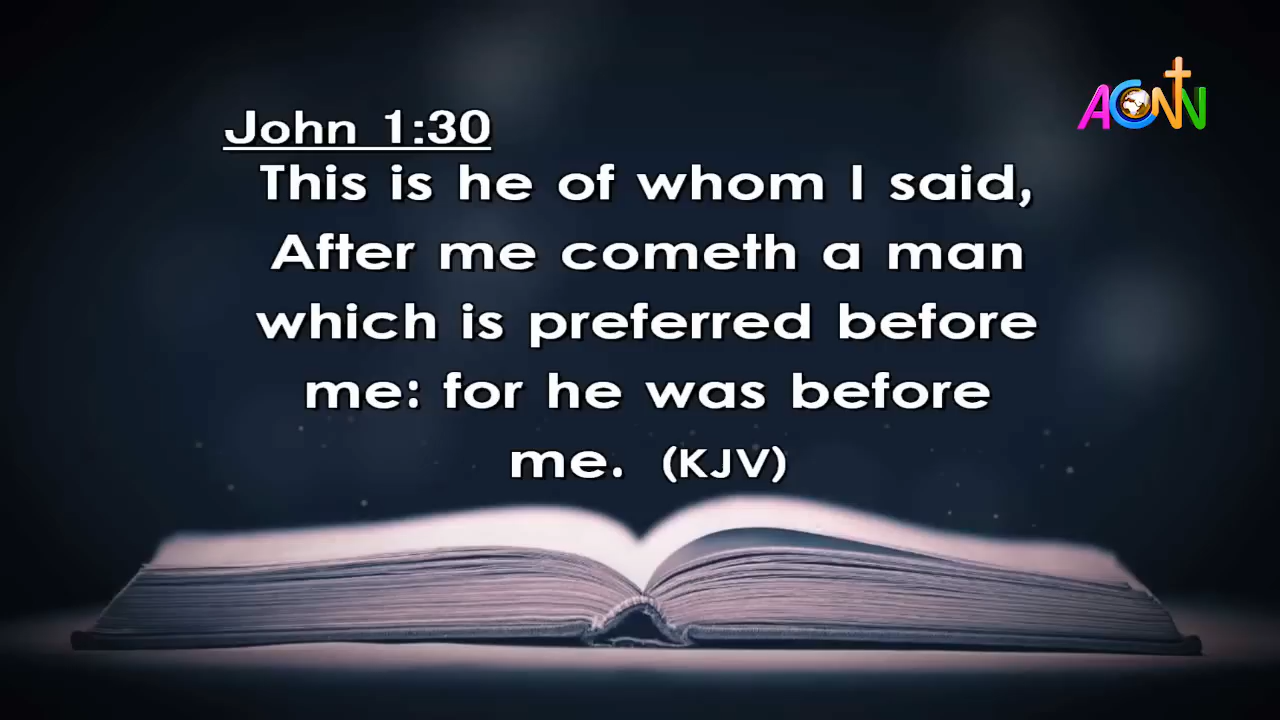 ACNN
John 1:30
This is he of whom I said,
After me cometh a man
which is preferred before
me: for he was before
me. (KJV)